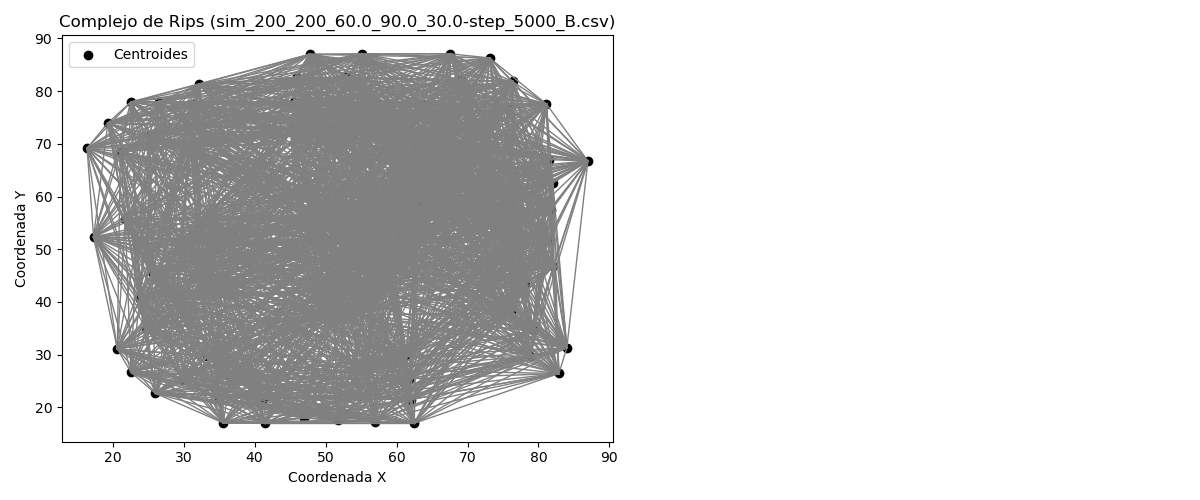 Complejo de Rips (sim_200_200_60.0_90.0_30.0-step_5000_B.csv)
Centroides
90
80
70
60
50
40
30
20
Coordenada Y
20 30 40 50 60 70 80 90
Coordenada X